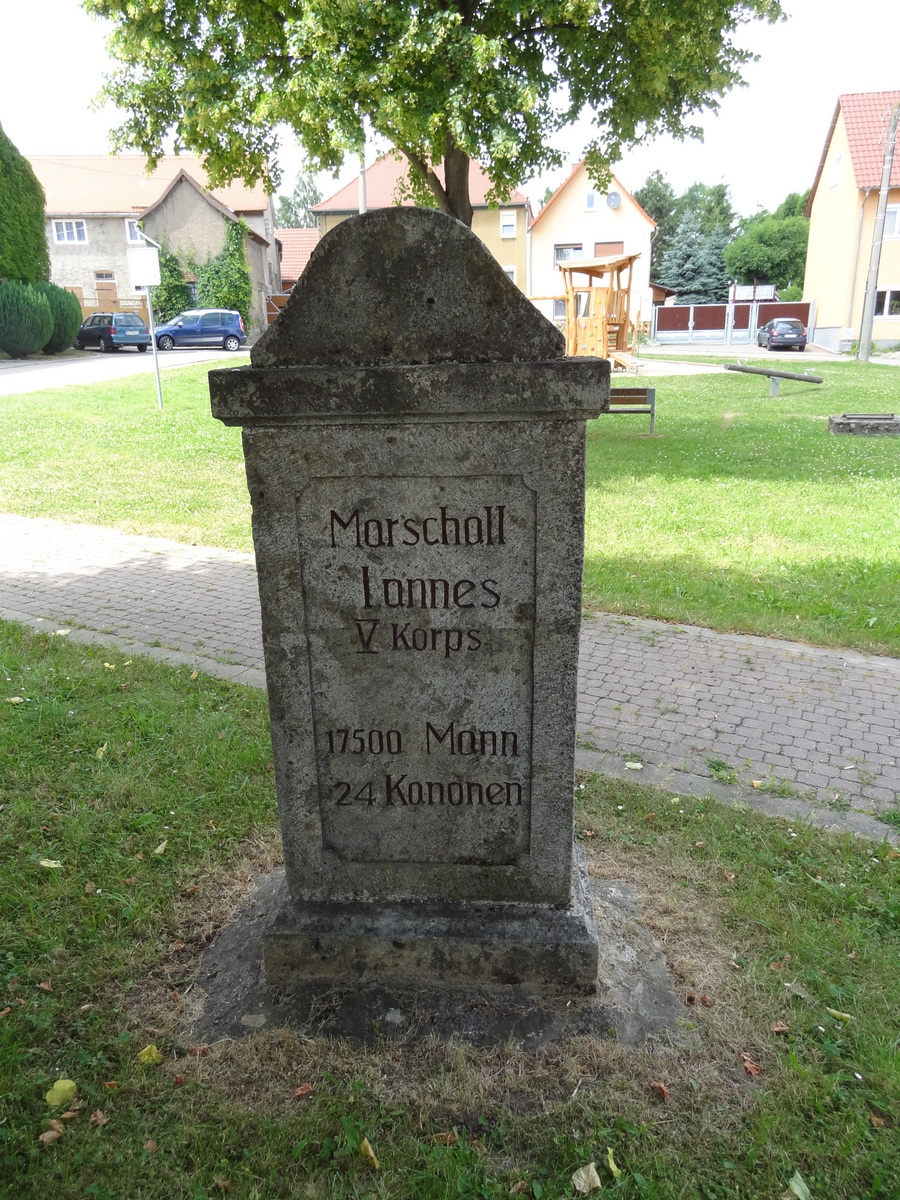 Marschall
Lannes
V Korps
17500 Mann
24 Kanonen